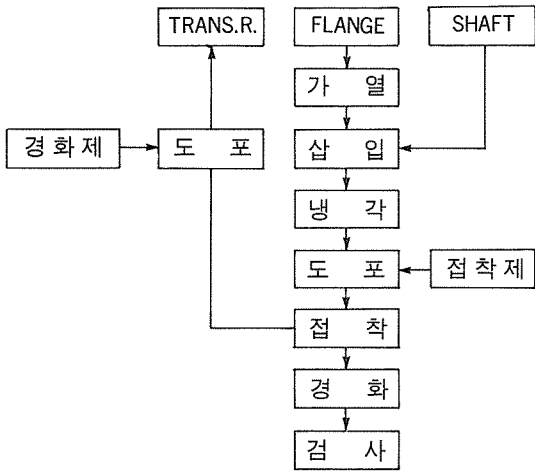 TRANS.R. FLANGE SHAFT
가 열
경화제 도 포 삽 입
냉 각
도 포 접착제
접 착
경 화
검 사